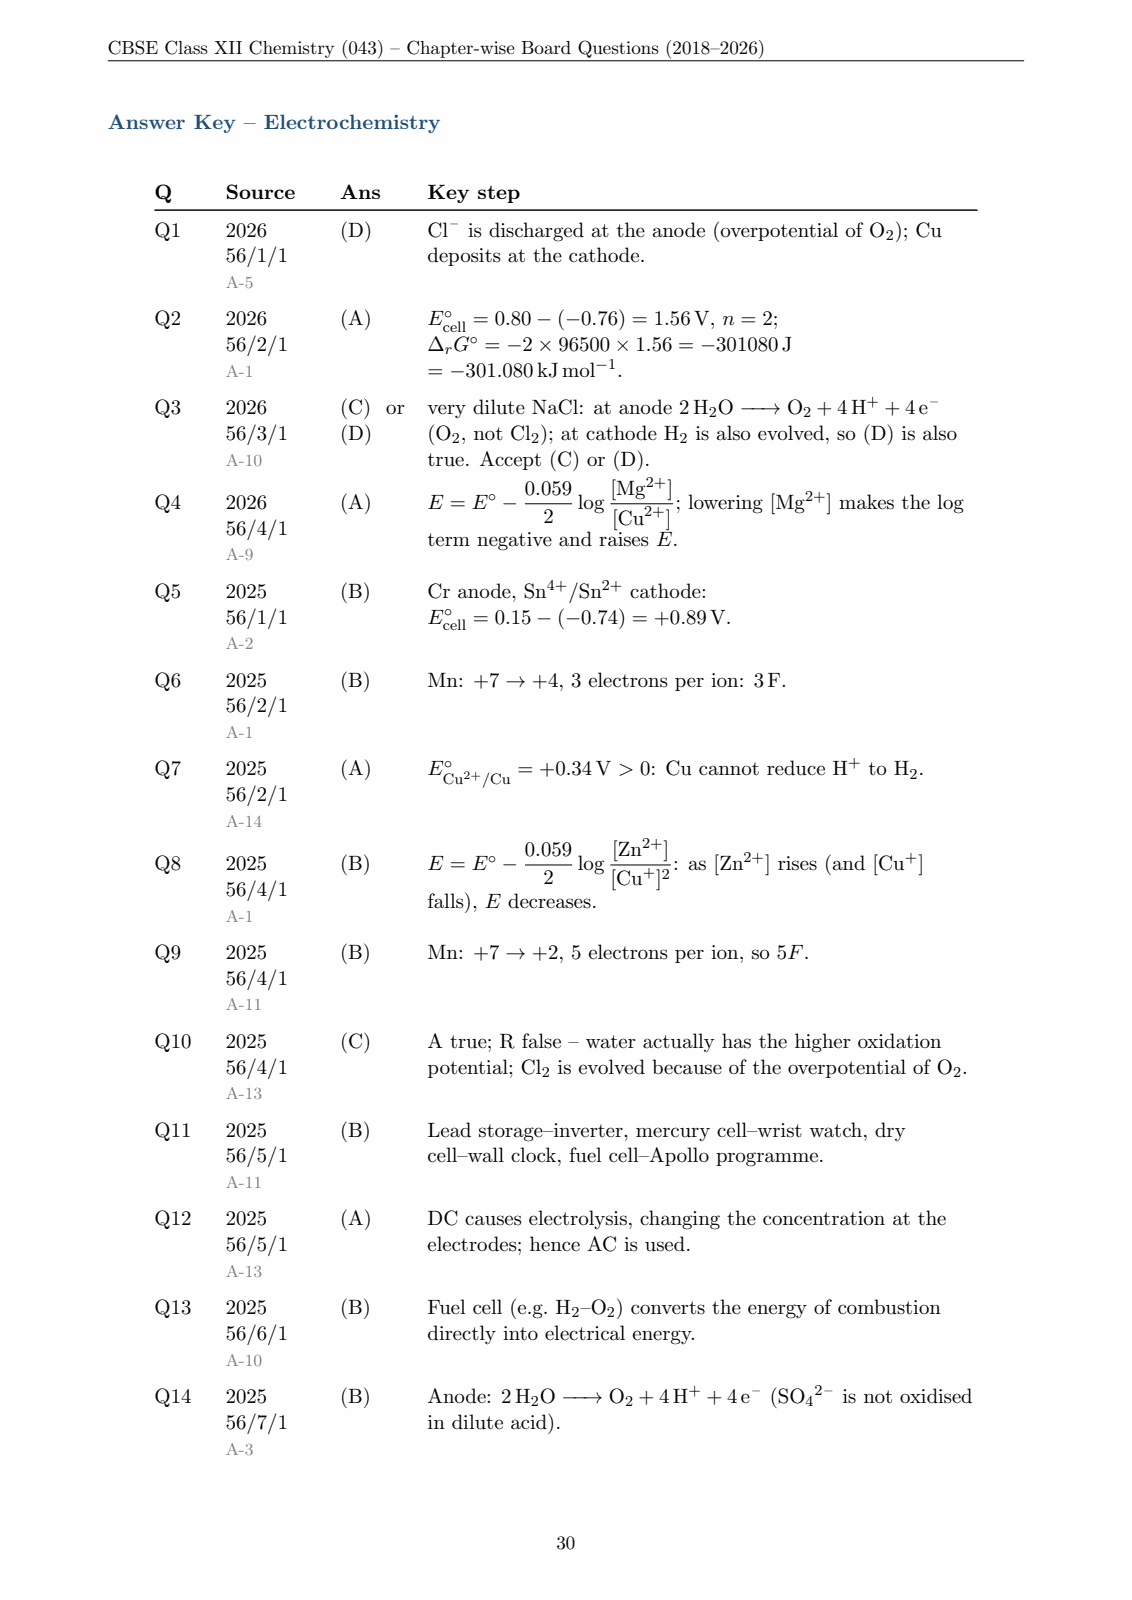 CBSE Class XII Chemistry (043) – Chapter-wise Board Questions (2018–2026)
Answer Key – Electrochemistry
Q Source Ans Key step
Q1 2026 (D) Cl⁻ is discharged at the anode (overpotential of O₂); Cu
56/1/1 deposits at the cathode.
A-5
Q2 2026 (A) E°cell = 0.80 − (−0.76) = 1.56 V, n = 2;
56/2/1 ΔᵣG° = −2 × 96500 × 1.56 = −301080 J
A-1 = −301.080 kJ mol⁻¹.
Q3 2026 (C) or very dilute NaCl: at anode 2 H₂O ⟶ O₂ + 4 H⁺ + 4 e⁻
56/3/1 (D) (O₂, not Cl₂); at cathode H₂ is also evolved, so (D) is also
A-10 true. Accept (C) or (D).
Q4 2026 (A) E = E° − 0.059/2 log [Mg²⁺]/[Cu²⁺]; lowering [Mg²⁺] makes the log
56/4/1 term negative and raises E.
A-9
Q5 2025 (B) Cr anode, Sn⁴⁺/Sn²⁺ cathode:
56/1/1 E°cell = 0.15 − (−0.74) = +0.89 V.
A-2
Q6 2025 (B) Mn: +7 → +4, 3 electrons per ion: 3 F.
56/2/1
A-1
Q7 2025 (A) E°Cu²⁺/Cu = +0.34 V > 0: Cu cannot reduce H⁺ to H₂.
56/2/1
A-14
Q8 2025 (B) E = E° − 0.059/2 log [Zn²⁺]/[Cu⁺]²: as [Zn²⁺] rises (and [Cu⁺]
56/4/1 falls), E decreases.
A-1
Q9 2025 (B) Mn: +7 → +2, 5 electrons per ion, so 5F.
56/4/1
A-11
Q10 2025 (C) A true; R false – water actually has the higher oxidation
56/4/1 potential; Cl₂ is evolved because of the overpotential of O₂.
A-13
Q11 2025 (B) Lead storage–inverter, mercury cell–wrist watch, dry
56/5/1 cell–wall clock, fuel cell–Apollo programme.
A-11
Q12 2025 (A) DC causes electrolysis, changing the concentration at the
56/5/1 electrodes; hence AC is used.
A-13
Q13 2025 (B) Fuel cell (e.g. H₂–O₂) converts the energy of combustion
56/6/1 directly into electrical energy.
A-10
Q14 2025 (B) Anode: 2 H₂O ⟶ O₂ + 4 H⁺ + 4 e⁻ (SO₄²⁻ is not oxidised
56/7/1 in dilute acid).
A-3
30